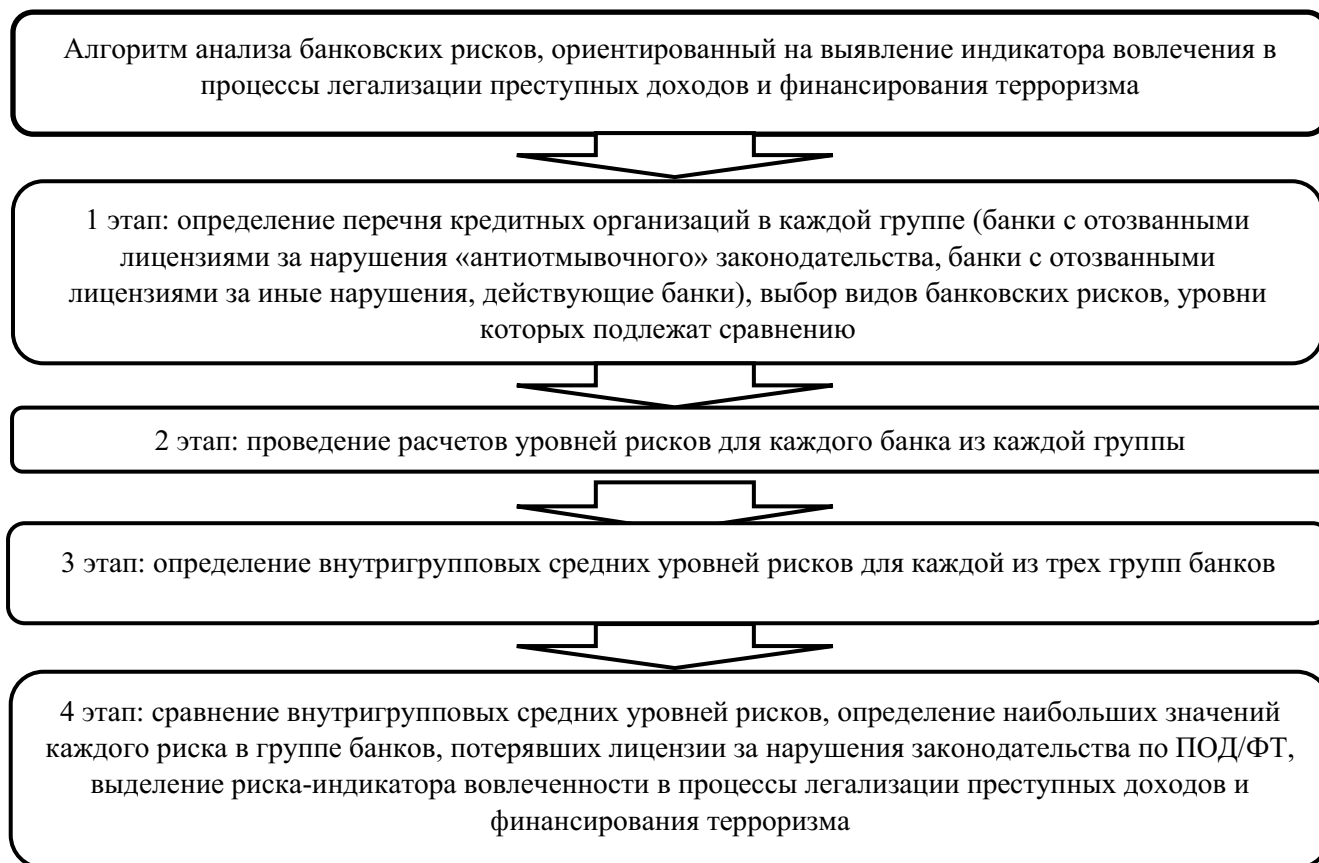 Алгоритм анализа банковских рисков, ориентированный на выявление индикатора вовлечения в
процессы легализации преступных доходов и финансирования терроризма
1 этап: определение перечня кредитных организаций в каждой группе (банки с отозванными
лицензиями за нарушения «антиотмывочного» законодательства, банки с отозванными
лицензиями за иные нарушения, действующие банки), выбор видов банковских рисков, уровни
которых подлежат сравнению
2 этап: проведение расчетов уровней рисков для каждого банка из каждой группы
3 этап: определение внутригрупповых средних уровней рисков для каждой из трех групп банков
4 этап: сравнение внутригрупповых средних уровней рисков, определение наибольших значений
каждого риска в группе банков, потерявших лицензии за нарушения законодательства по ПОД/ФТ,
выделение риска-индикатора вовлеченности в процессы легализации преступных доходов и
финансирования терроризма